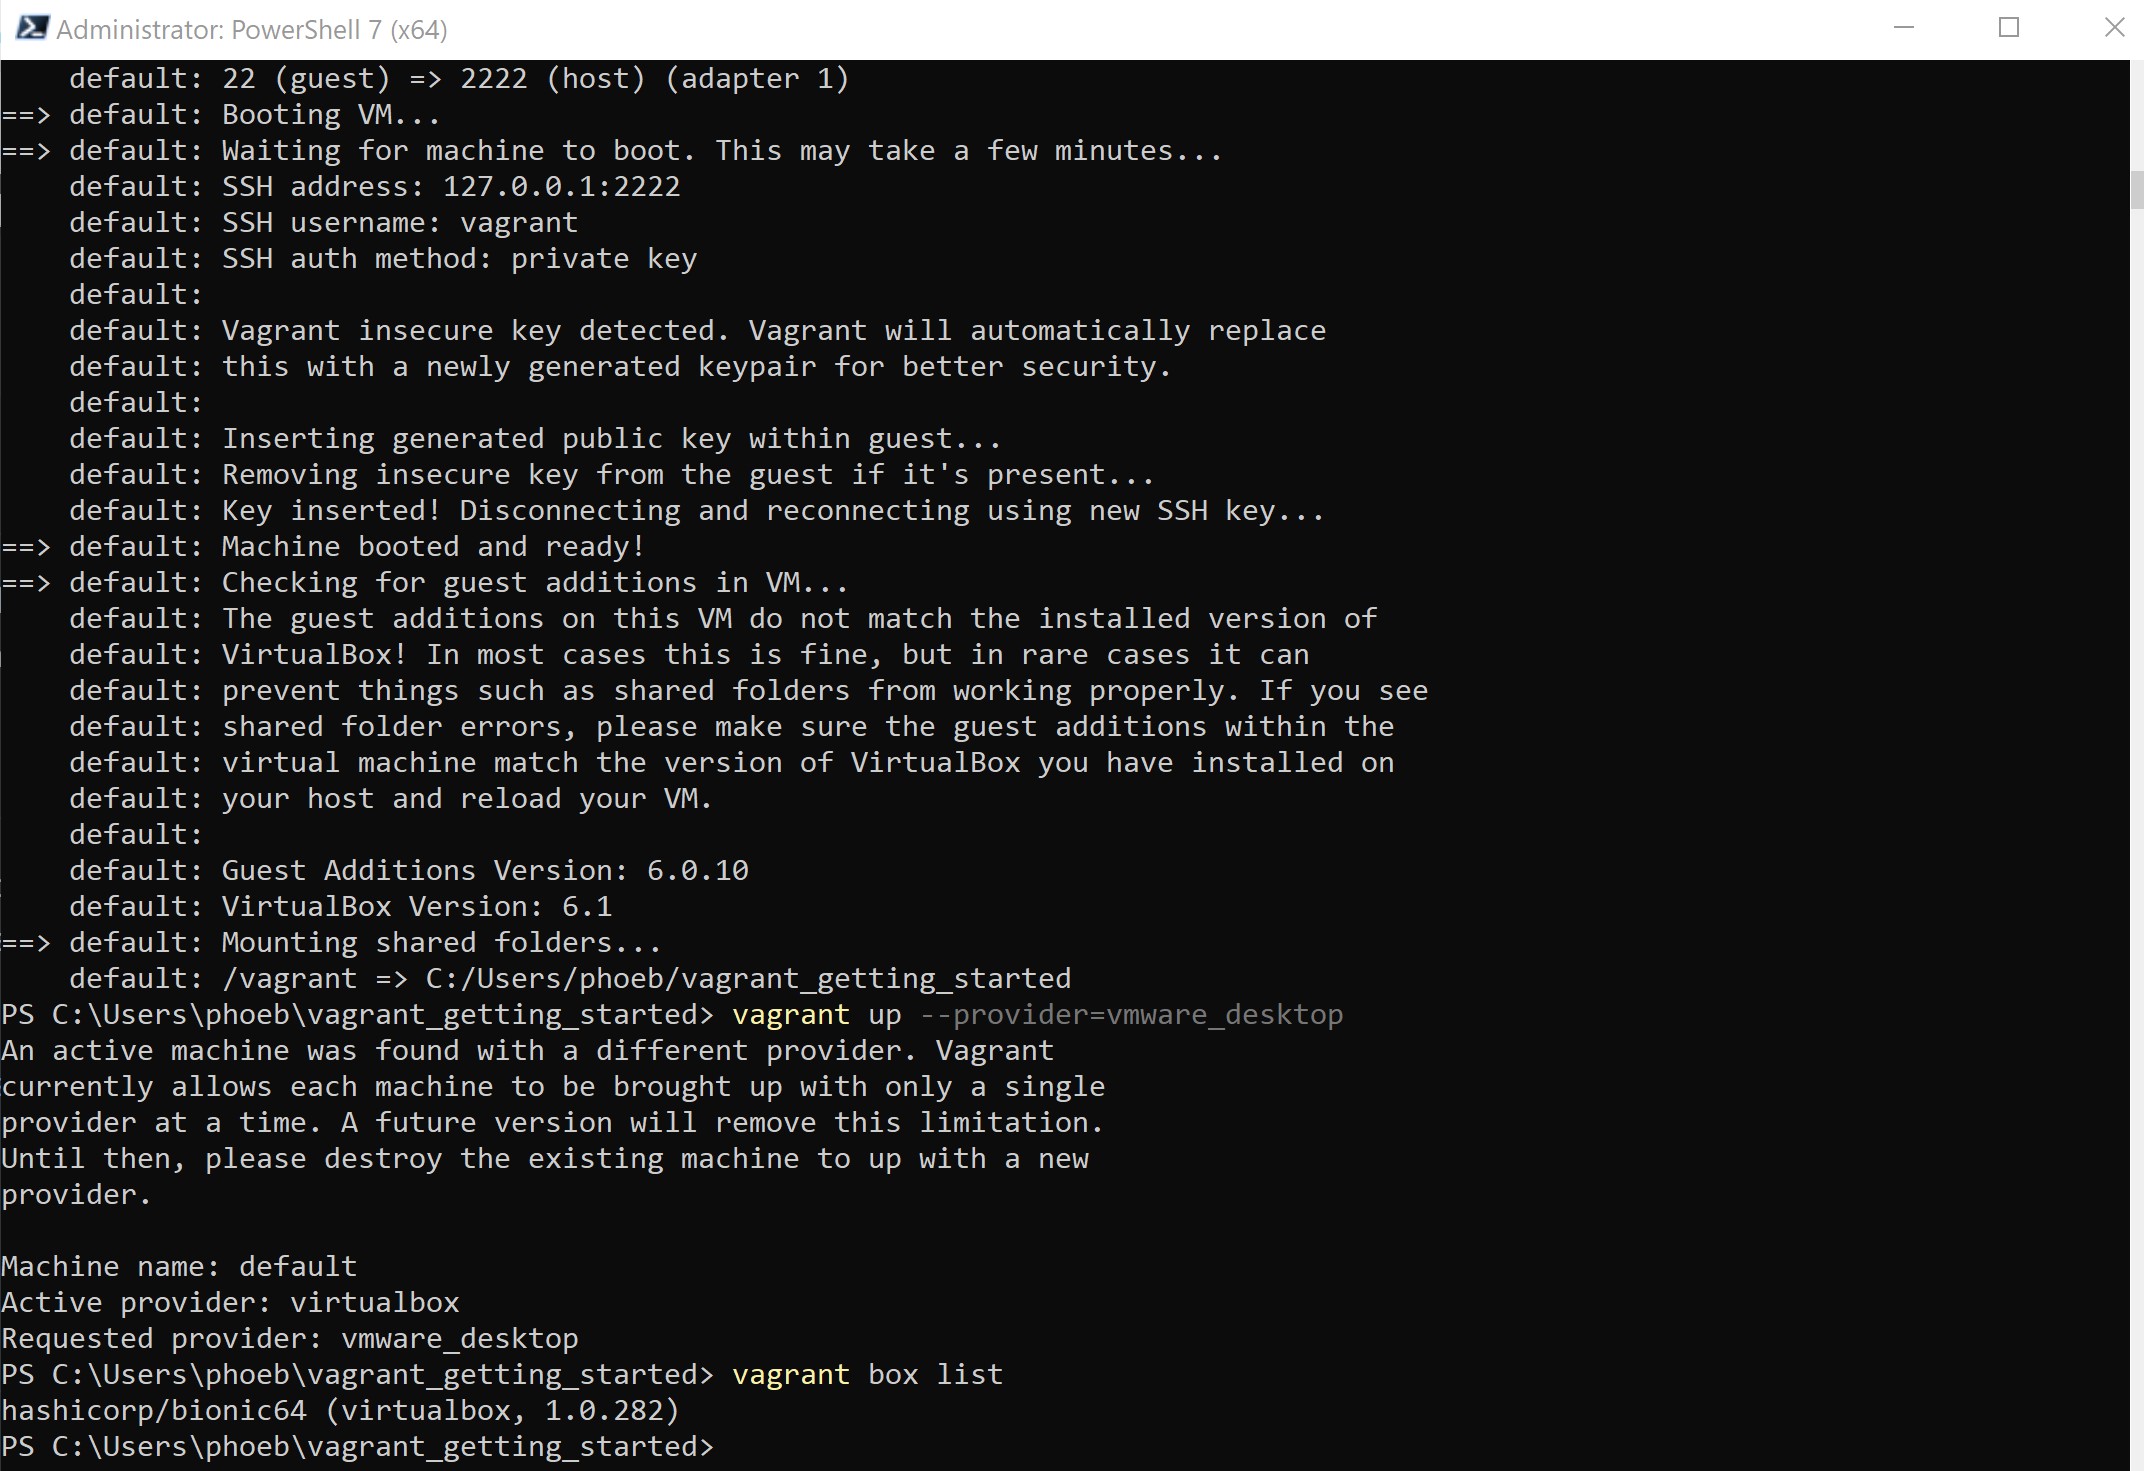 Administrator: PowerShell 7 (x64)
    default: 22 (guest) => 2222 (host) (adapter 1)
==> default: Booting VM...
==> default: Waiting for machine to boot. This may take a few minutes...
    default: SSH address: 127.0.0.1:2222
    default: SSH username: vagrant
    default: SSH auth method: private key
    default:
    default: Vagrant insecure key detected. Vagrant will automatically replace
    default: this with a newly generated keypair for better security.
    default:
    default: Inserting generated public key within guest...
    default: Removing insecure key from the guest if it's present...
    default: Key inserted! Disconnecting and reconnecting using new SSH key...
==> default: Machine booted and ready!
==> default: Checking for guest additions in VM...
    default: The guest additions on this VM do not match the installed version of
    default: VirtualBox! In most cases this is fine, but in rare cases it can
    default: prevent things such as shared folders from working properly. If you see
    default: shared folder errors, please make sure the guest additions within the
    default: virtual machine match the version of VirtualBox you have installed on
    default: your host and reload your VM.
    default:
    default: Guest Additions Version: 6.0.10
    default: VirtualBox Version: 6.1
==> default: Mounting shared folders...
    default: /vagrant => C:/Users/phoeb/vagrant_getting_started
PS C:\Users\phoeb\vagrant_getting_started> vagrant up --provider=vmware_desktop
An active machine was found with a different provider. Vagrant
currently allows each machine to be brought up with only a single
provider at a time. A future version will remove this limitation.
Until then, please destroy the existing machine to up with a new
provider.

Machine name: default
Active provider: virtualbox
Requested provider: vmware_desktop
PS C:\Users\phoeb\vagrant_getting_started> vagrant box list
hashicorp/bionic64 (virtualbox, 1.0.282)
PS C:\Users\phoeb\vagrant_getting_started>